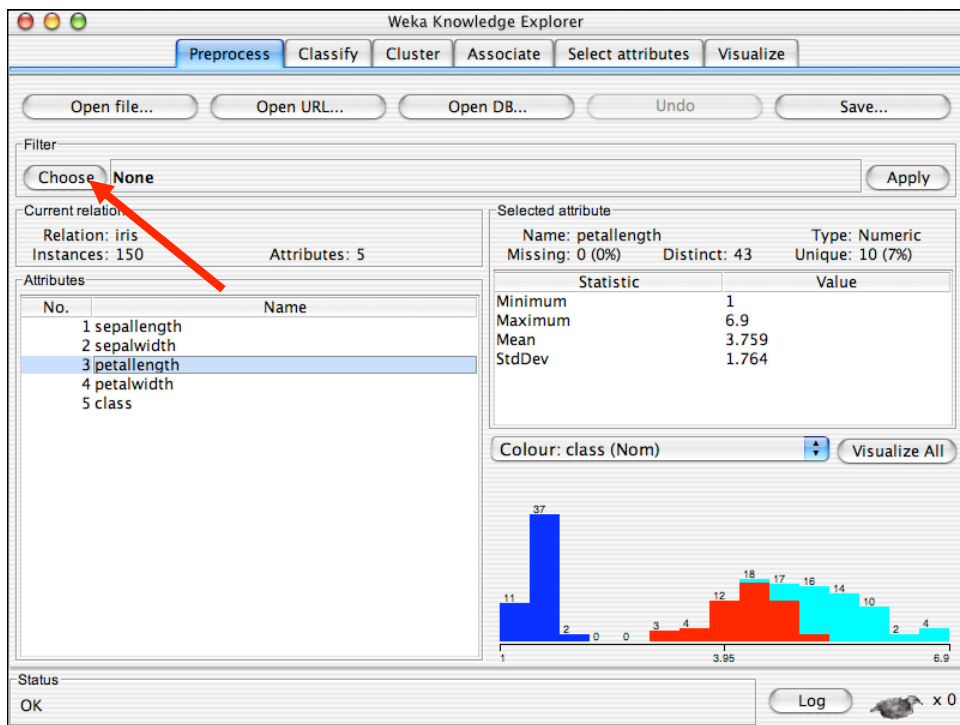 Weka Knowledge Explorer
Preprocess Classify Cluster Associate Select attributes Visualize
Open file... Open URL... Open DB... Undo Save...
Filter
Choose None Apply
Current relation
Relation: iris
Instances: 150 Attributes: 5
Selected attribute
Name: petallength Type: Numeric
Missing: 0 (0%) Distinct: 43 Unique: 10 (7%)
Statistic Value
Minimum 1
Maximum 6.9
Mean 3.759
StdDev 1.764
Attributes
No. Name
1 sepallength
2 sepalwidth
3 petallength
4 petalwidth
5 class
Colour: class (Nom) Visualize All
11 37 2 0 0 3 4 12 18 17 16 14 10 2 4
1 3.95 6.9
Status
OK
Log x 0